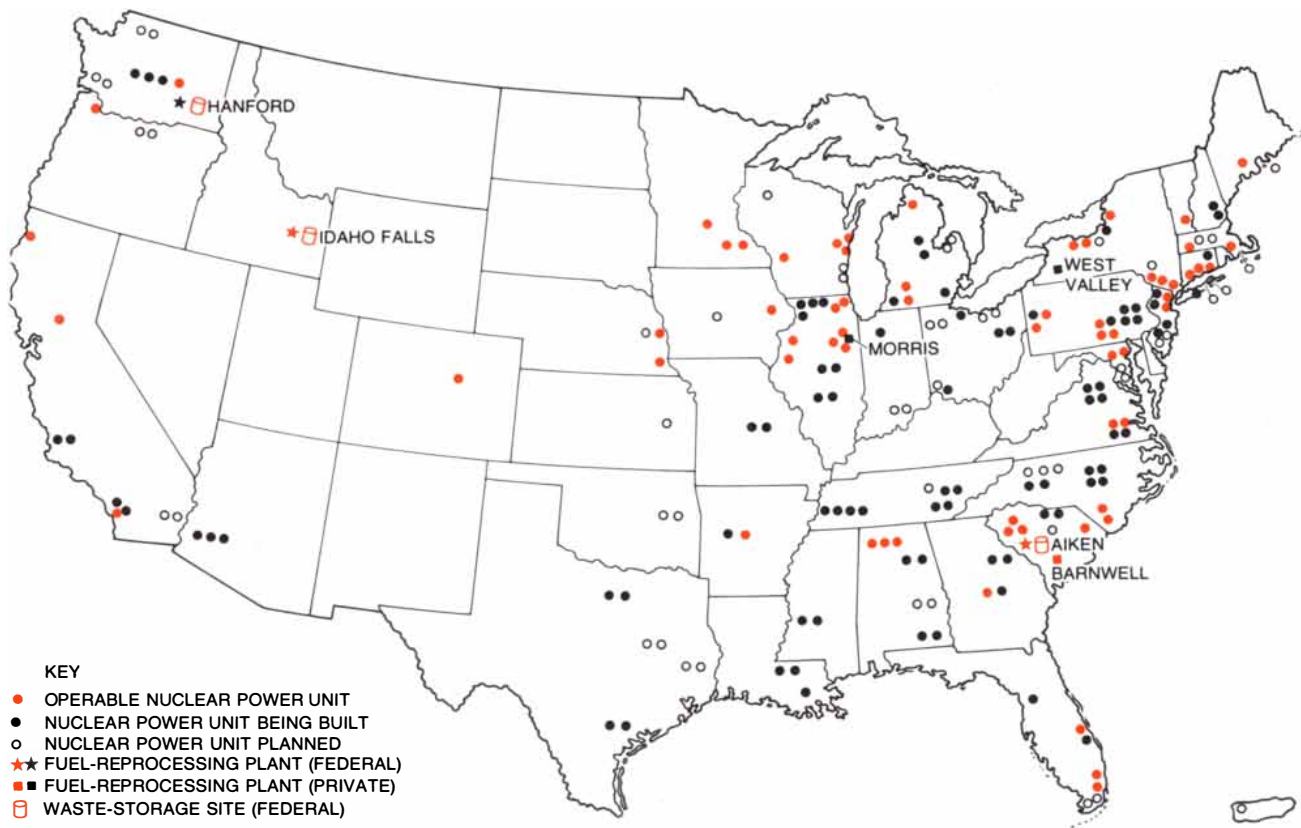 HANFORD
IDAHO FALLS
WEST
VALLEY
MORRIS
AIKEN
BARNWELL
KEY
OPERABLE NUCLEAR POWER UNIT
NUCLEAR POWER UNIT BEING BUILT
NUCLEAR POWER UNIT PLANNED
FUEL-REPROCESSING PLANT (FEDERAL)
FUEL-REPROCESSING PLANT (PRIVATE)
WASTE-STORAGE SITE (FEDERAL)